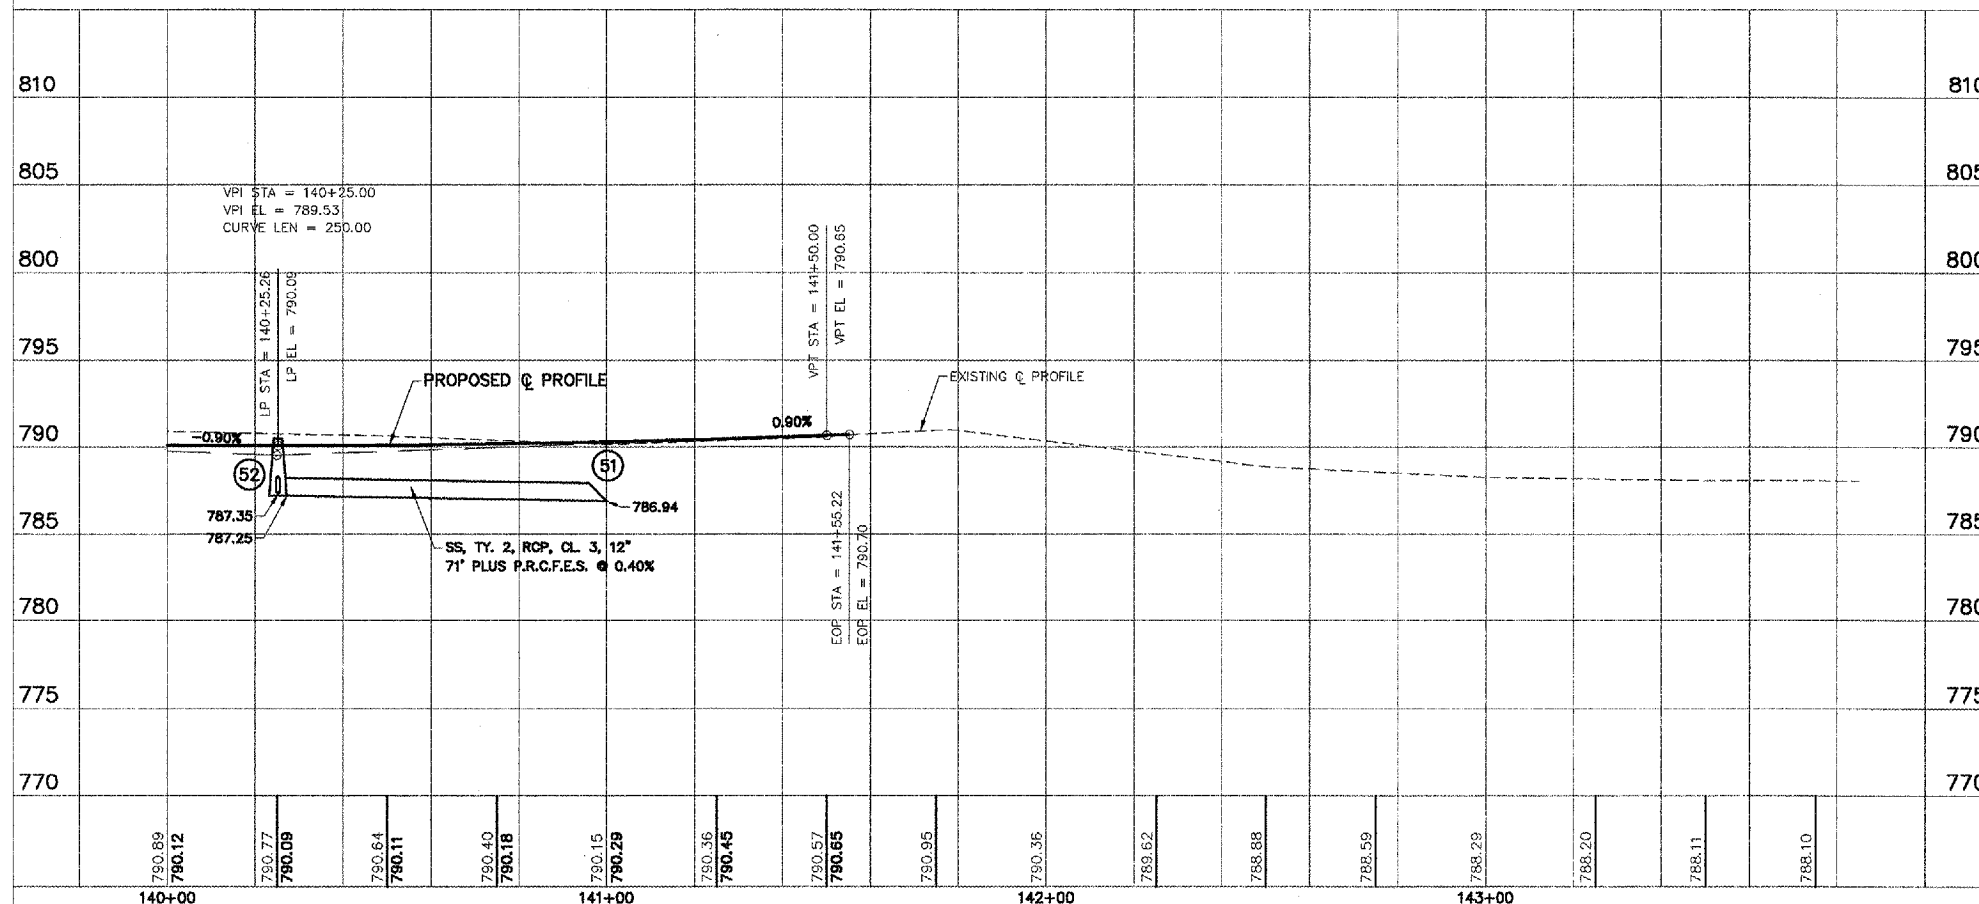 810 810
805 805
VPI STA = 140+25.00
VPI EL = 789.53
CURVE LEN = 250.00
800 800
LP STA = 140+25.26
LP EL = 790.09
VPT STA = 141+50.00
VPT EL = 790.65
795 795
PROPOSED ℄ PROFILE
EXISTING ℄ PROFILE
790 790
-0.90%
0.90%
52
51
787.35
787.25
786.94
785 785
SS, TY. 2, RCP, CL. 3, 12"
71' PLUS P.R.C.F.E.S. @ 0.40%
EOP STA = 141+55.22
EOP EL = 790.70
780 780
775 775
770 770
790.89
790.12
790.77
790.09
790.64
790.11
790.40
790.18
790.15
790.29
790.36
790.45
790.57
790.65
790.95
790.36
789.62
788.88
788.59
788.29
788.20
788.11
788.10
140+00 141+00 142+00 143+00